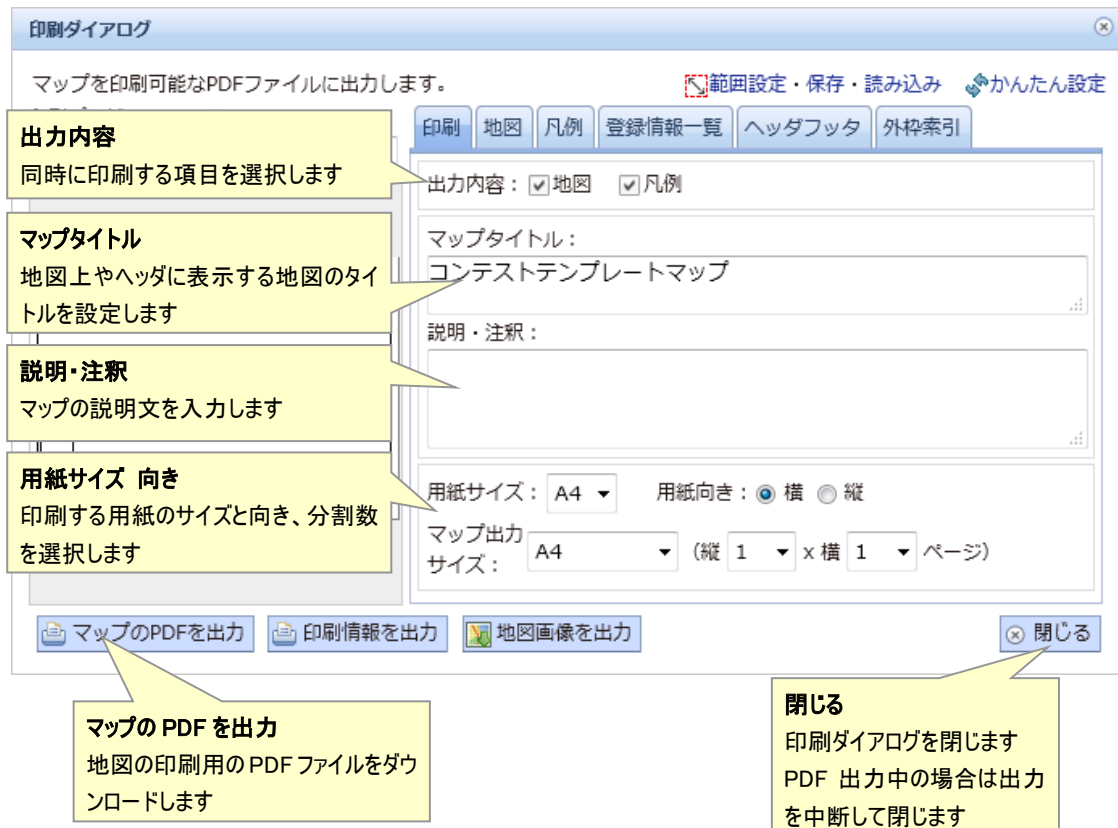 印刷ダイアログ
マップを印刷可能なPDFファイルに出力します。
範囲設定・保存・読み込み かんたん設定
印刷 地図 凡例 登録情報一覧 ヘッダフッタ 外枠索引
出力内容
同時に印刷する項目を選択します
出力内容： 地図 凡例
マップタイトル
地図上やヘッダに表示する地図のタイ
トルを設定します
マップタイトル：
コンテストテンプレートマップ
説明・注釈：
説明・注釈
マップの説明文を入力します
用紙サイズ 向き
印刷する用紙のサイズと向き、分割数
を選択します
用紙サイズ： A4 用紙向き： 横 縦
マップ出力
サイズ： A4 (縦 1 x 横 1 ページ)
マップのPDFを出力 印刷情報を出力 地図画像を出力 閉じる
マップの PDF を出力
地図の印刷用の PDF ファイルをダウ
ンロードします
閉じる
印刷ダイアログを閉じます
PDF 出力中の場合は出力
を中断して閉じます